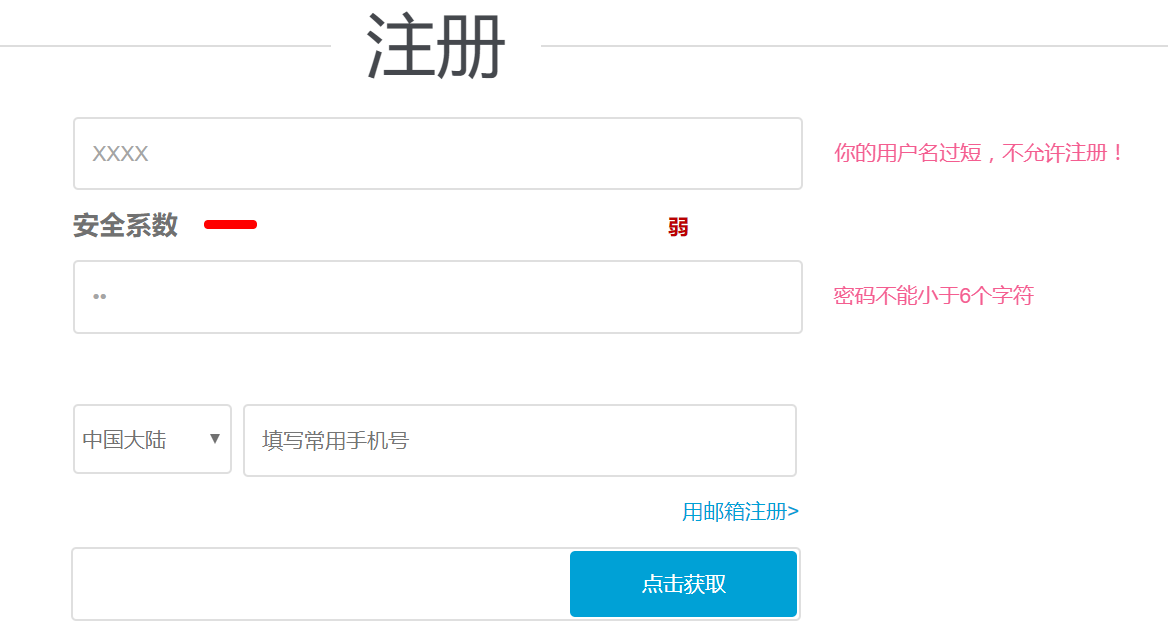 注册
XXXX
你的用户名过短，不允许注册！
安全系数 弱
••
密码不能小于6个字符
中国大陆 ▼
填写常用手机号
用邮箱注册>
点击获取